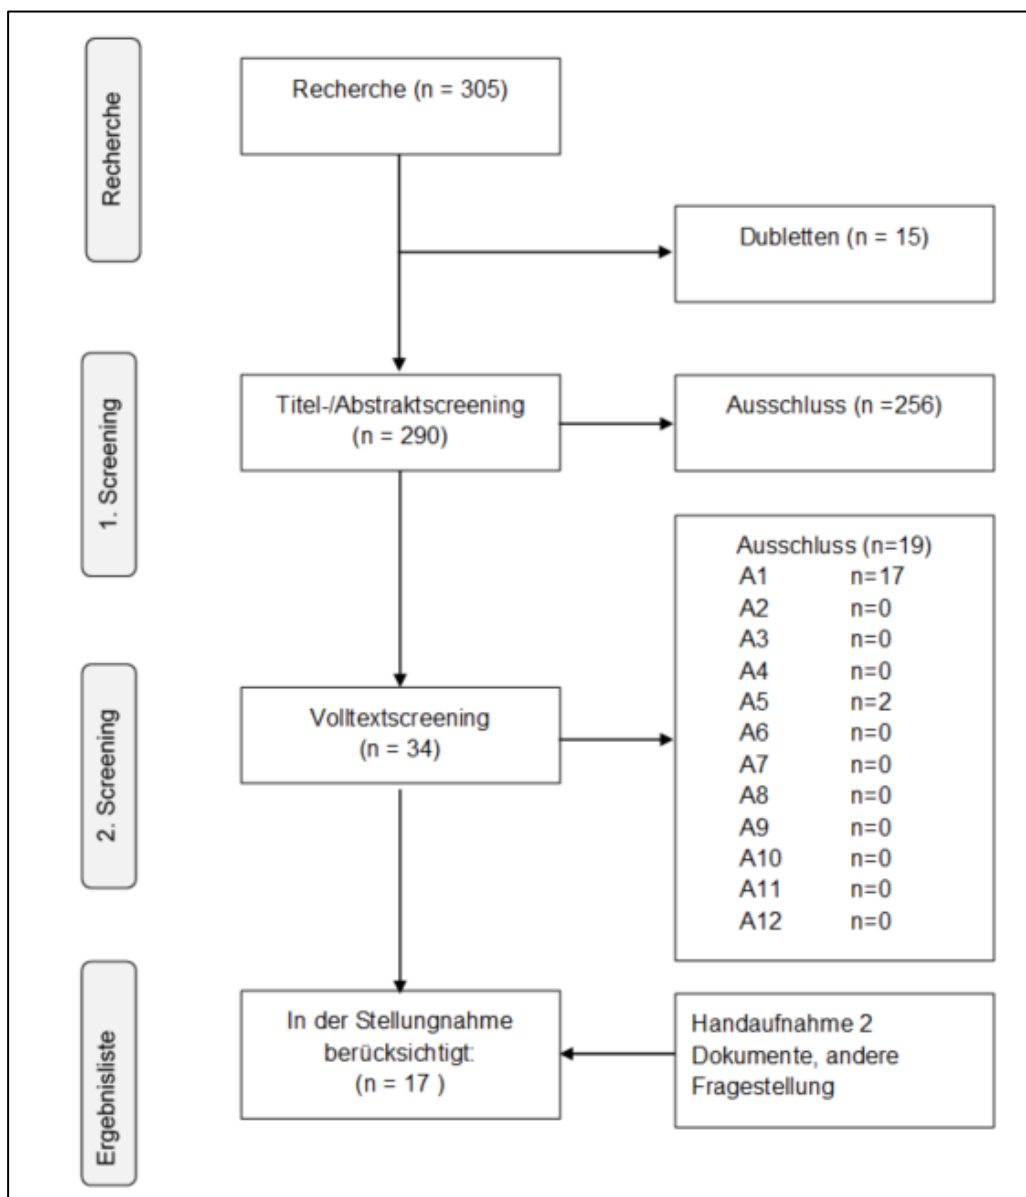 Recherche
Recherche (n = 305)
Dubletten (n = 15)
1. Screening
Titel-/Abstraktscreening
(n = 290)
Ausschluss (n =256)
2. Screening
Volltextscreening
(n = 34)
Ausschluss (n=19)
A1 n=17
A2 n=0
A3 n=0
A4 n=0
A5 n=2
A6 n=0
A7 n=0
A8 n=0
A9 n=0
A10 n=0
A11 n=0
A12 n=0
Ergebnisliste
In der Stellungnahme
berücksichtigt:
(n = 17 )
Handaufnahme 2
Dokumente, andere
Fragestellung